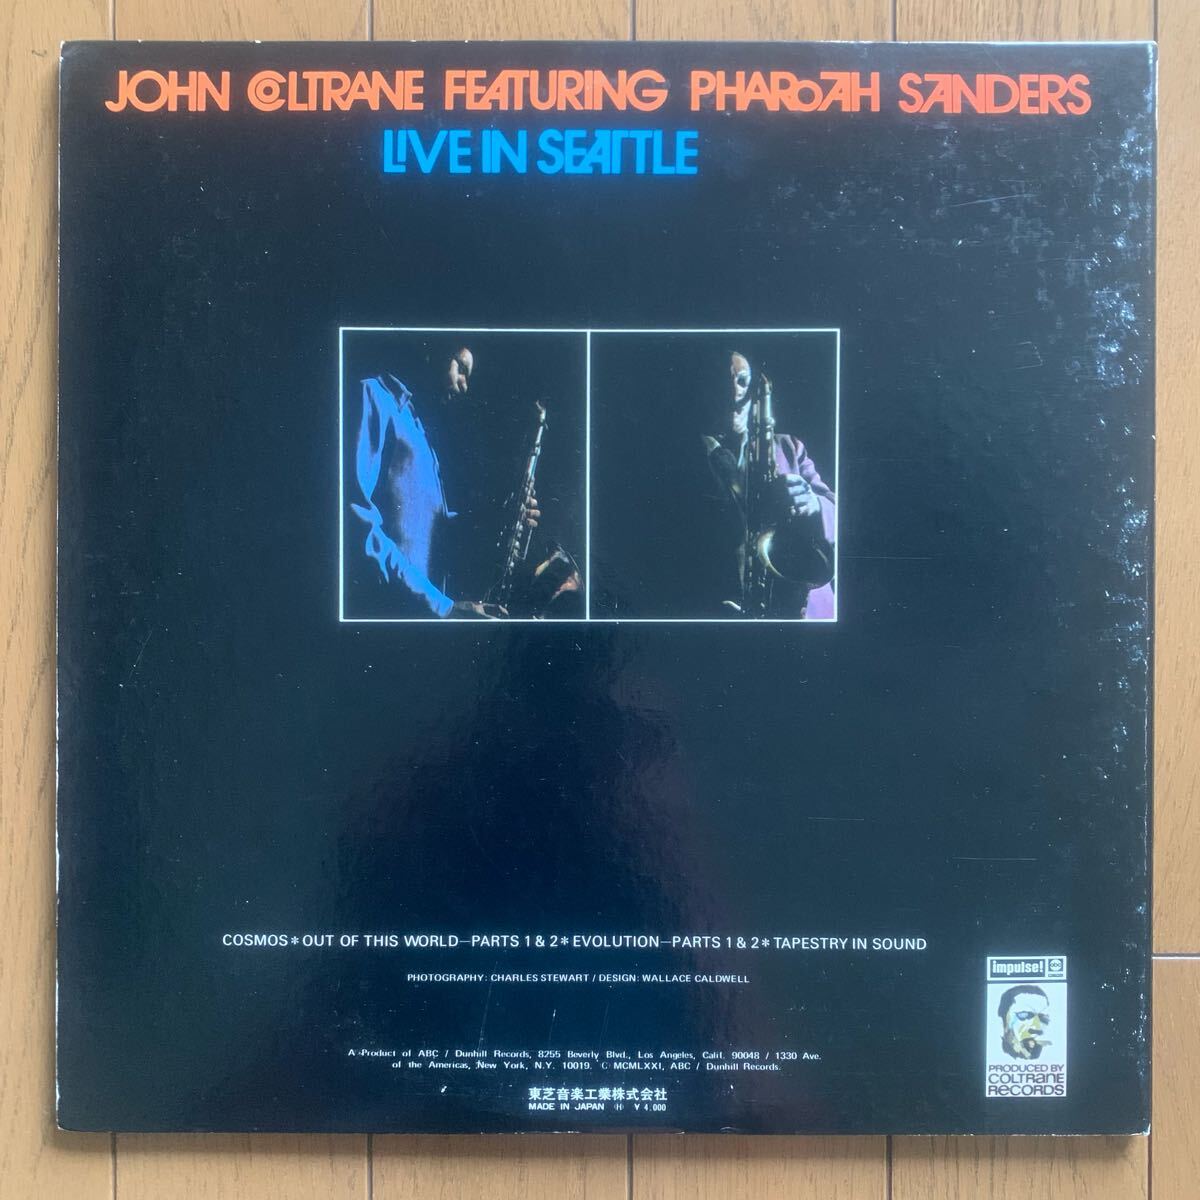 JOHN COLTRANE FEATURING PHAROAH SANDERS
LIVE IN SEATTLE
COSMOS * OUT OF THIS WORLD—PARTS 1 & 2 * EVOLUTION—PARTS 1 & 2 * TAPESTRY IN SOUND
PHOTOGRAPHY: CHARLES STEWART / DESIGN: WALLACE CALDWELL
A Product of ABC / Dunhill Records, 8255 Beverly Blvd., Los Angeles, Calif. 90048 / 1330 Ave.
of the Americas, New York, N.Y. 10019. © MCMLXXI, ABC / Dunhill Records.
東芝音楽工業株式会社
MADE IN JAPAN (H) ¥4,000
impulse! abc
PRODUCED BY
COLTRANE
RECORDS